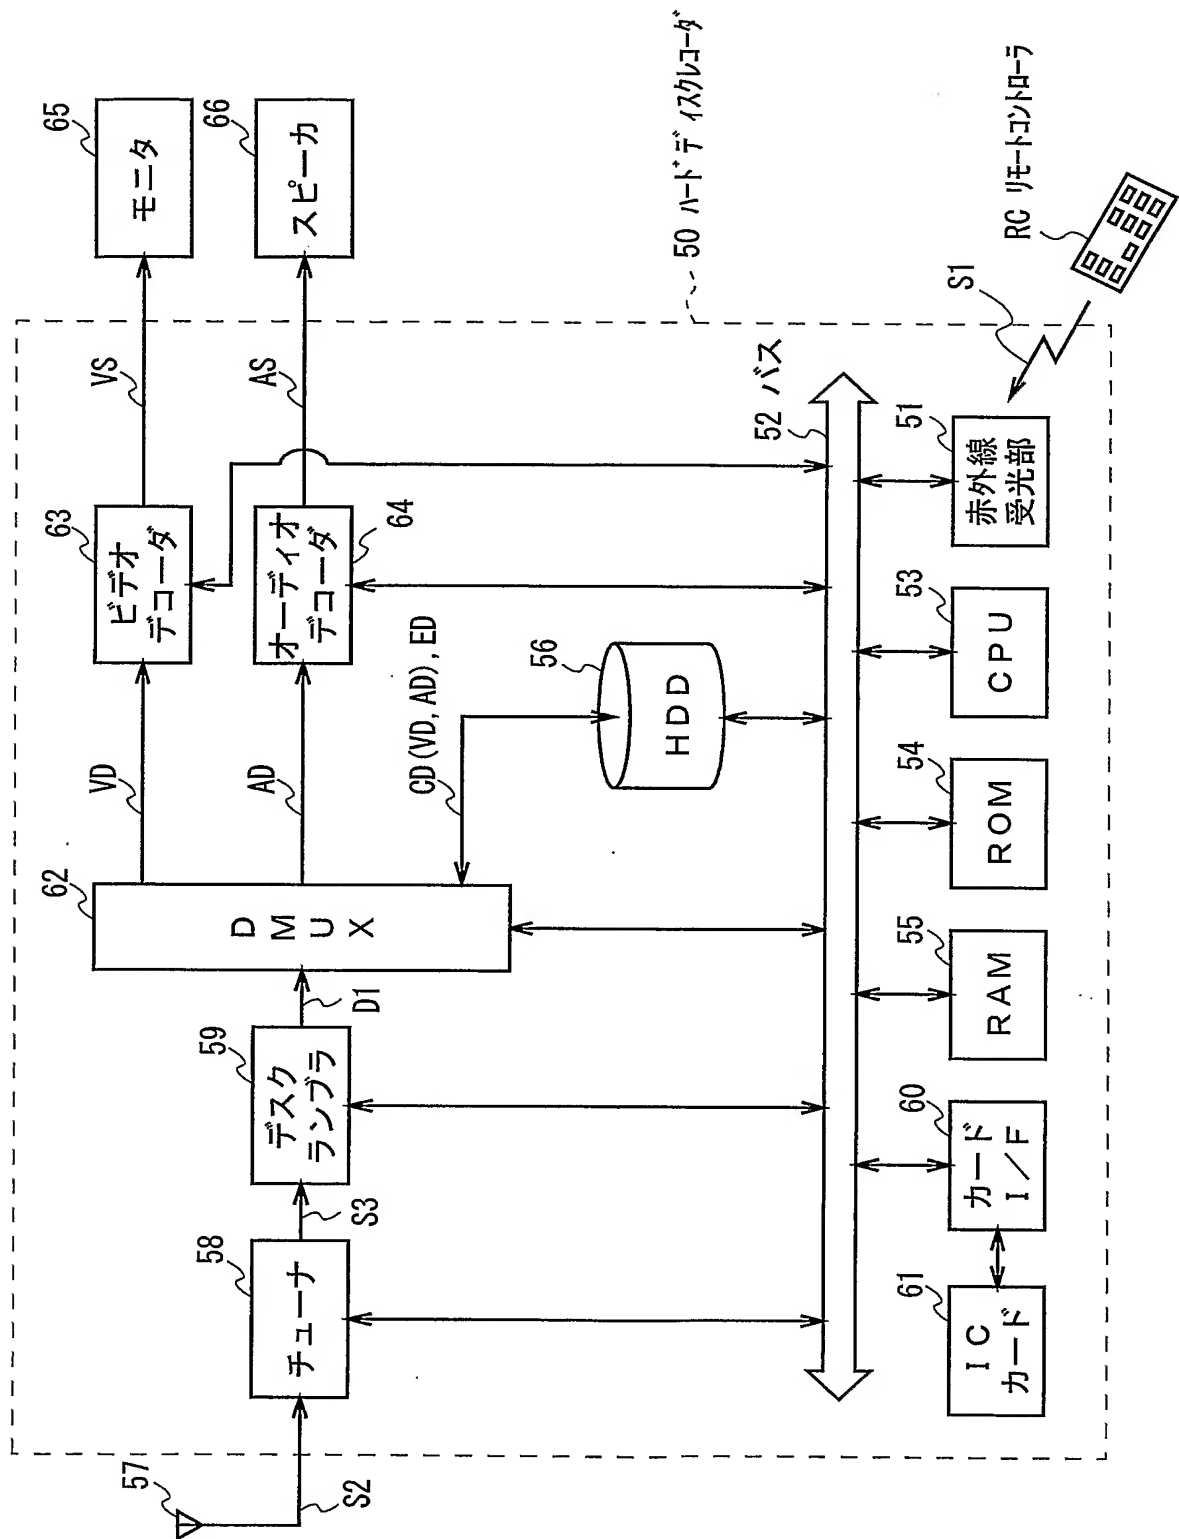 57
S2
58
チューナ
S3
59
デスク
ランブラ
D1
62
DMUX
VD
AD
CD(VD, AD), ED
63
ビデオ
デコーダ
64
オーディオ
デコーダ
VS
AS
65
モニタ
66
スピーカ
50 ハードディスクレコーダ
56
HDD
52 バス
61
IC
カード
60
カード
I/F
55
RAM
54
ROM
53
CPU
51
赤外線
受光部
S1
RC リモートコントローラ